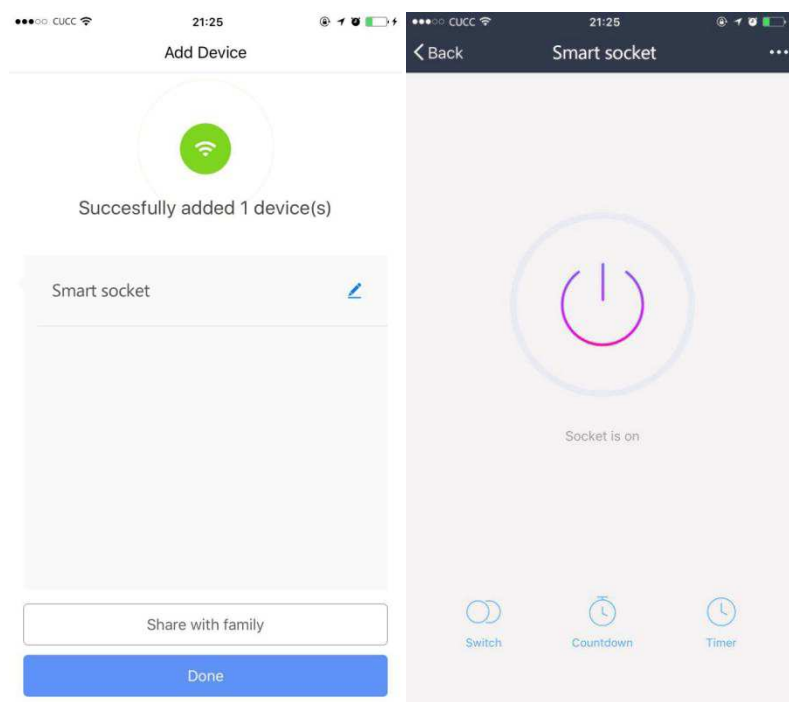 CUCC 21:25
Add Device
Succesfully added 1 device(s)
Smart socket
Share with family
Done
CUCC 21:25
Back Smart socket
Socket is on
Switch Countdown Timer